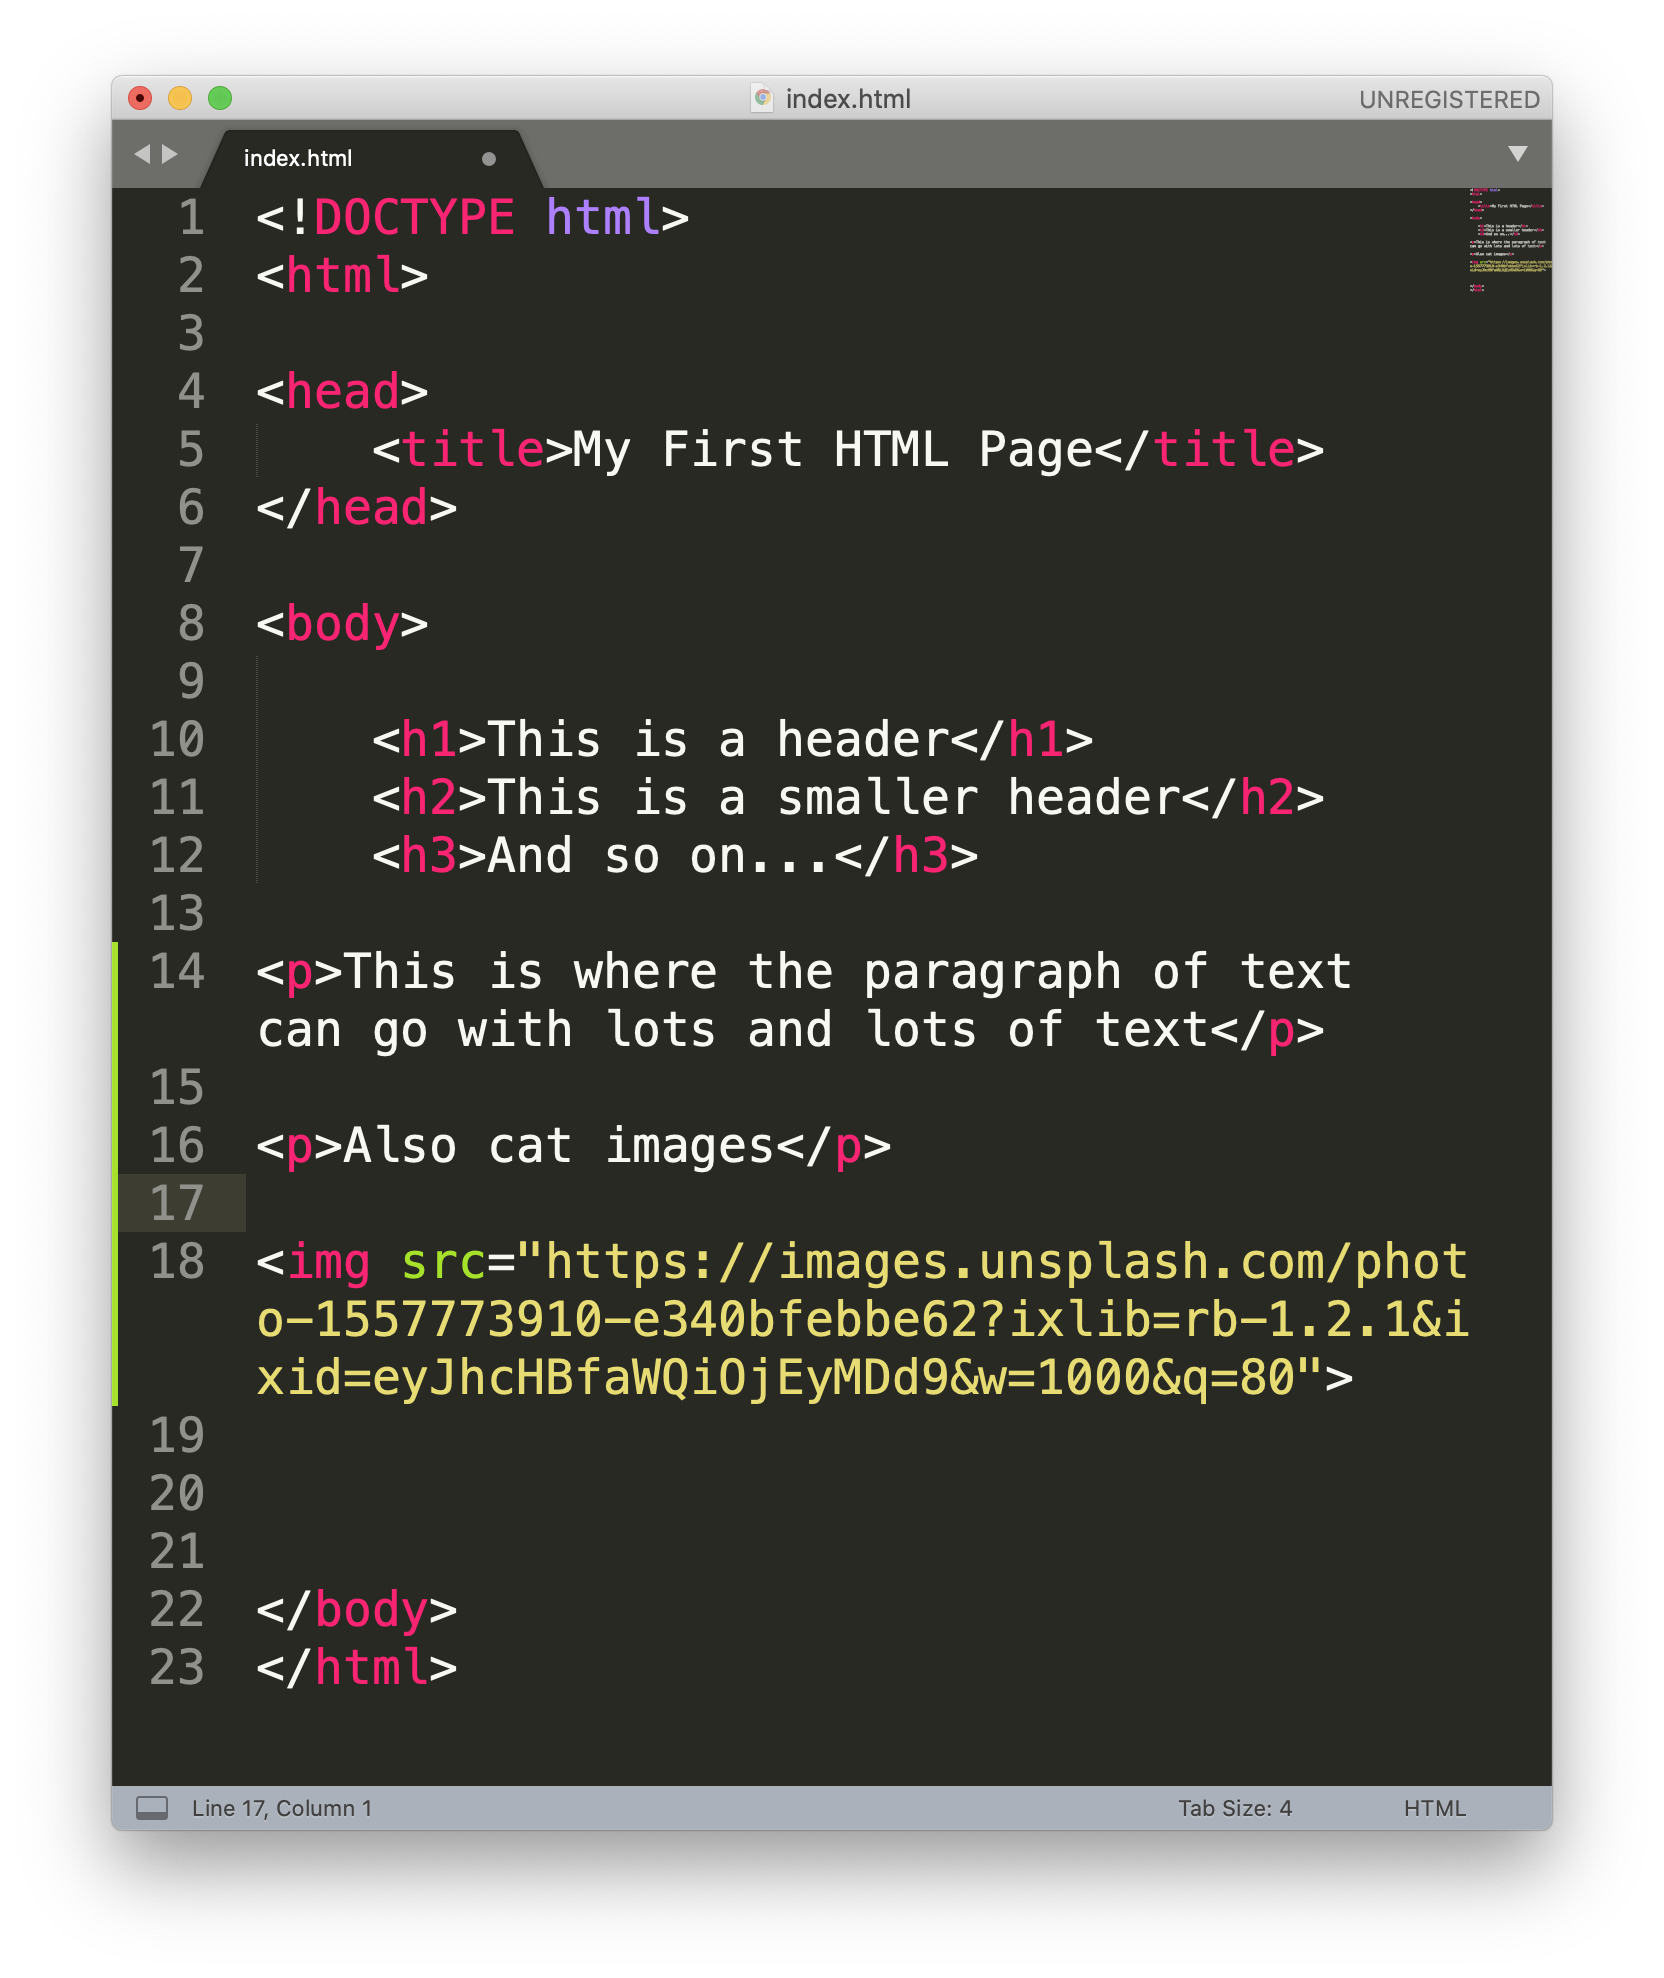 index.html
UNREGISTERED
index.html
1 <!DOCTYPE html>
2 <html>
3
4 <head>
5     <title>My First HTML Page</title>
6 </head>
7
8 <body>
9
10     <h1>This is a header</h1>
11     <h2>This is a smaller header</h2>
12     <h3>And so on...</h3>
13
14 <p>This is where the paragraph of text
can go with lots and lots of text</p>
15
16 <p>Also cat images</p>
17
18 <img src="https://images.unsplash.com/phot
o-1557773910-e340bfebbe62?ixlib=rb-1.2.1&i
xid=eyJhcHBfaWQiOjEyMDd9&w=1000&q=80">
19
20
21
22 </body>
23 </html>
Line 17, Column 1
Tab Size: 4
HTML